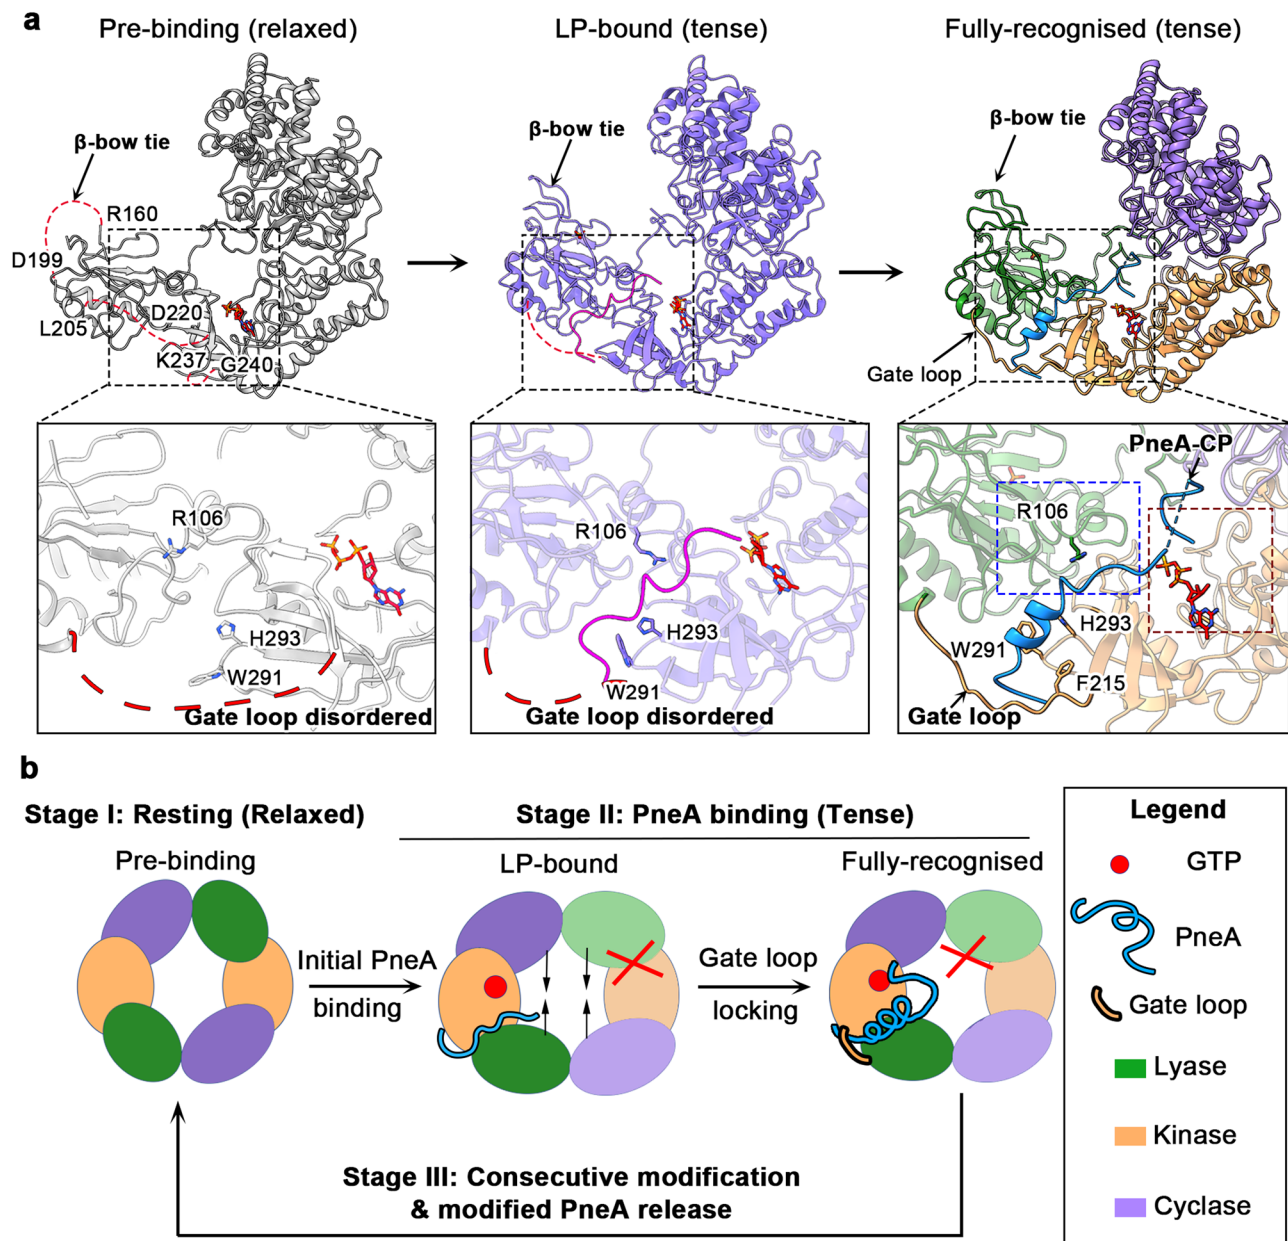 a
Pre-binding (relaxed)
LP-bound (tense)
Fully-recognised (tense)
β-bow tie
β-bow tie
β-bow tie
R160
D199
L205
D220
K237
G240
Gate loop
R106
H293
W291
Gate loop disordered
R106
H293
W291
Gate loop disordered
PneA-CP
R106
H293
W291
F215
Gate loop
b
Stage I: Resting (Relaxed)
Stage II: PneA binding (Tense)
Pre-binding
LP-bound
Fully-recognised
Initial PneA
binding
Gate loop
locking
Stage III: Consecutive modification
& modified PneA release
Legend
GTP
PneA
Gate loop
Lyase
Kinase
Cyclase